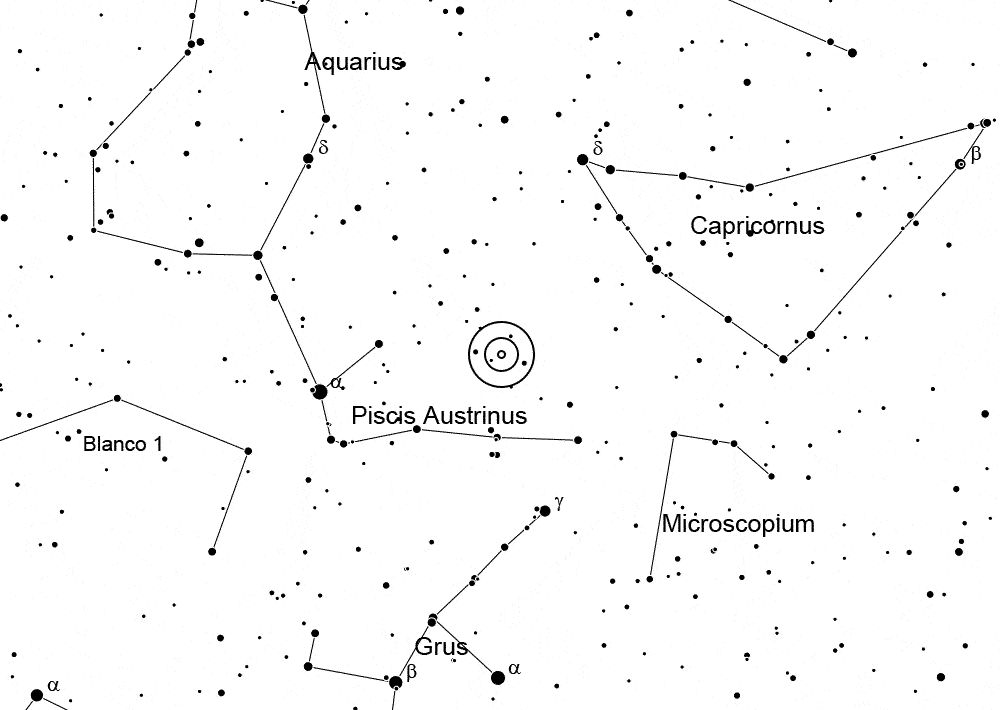 Aquarius
δ
δ
β
Capricornus
α
Piscis Austrinus
Blanco 1
γ
Microscopium
Grus
β
α
α